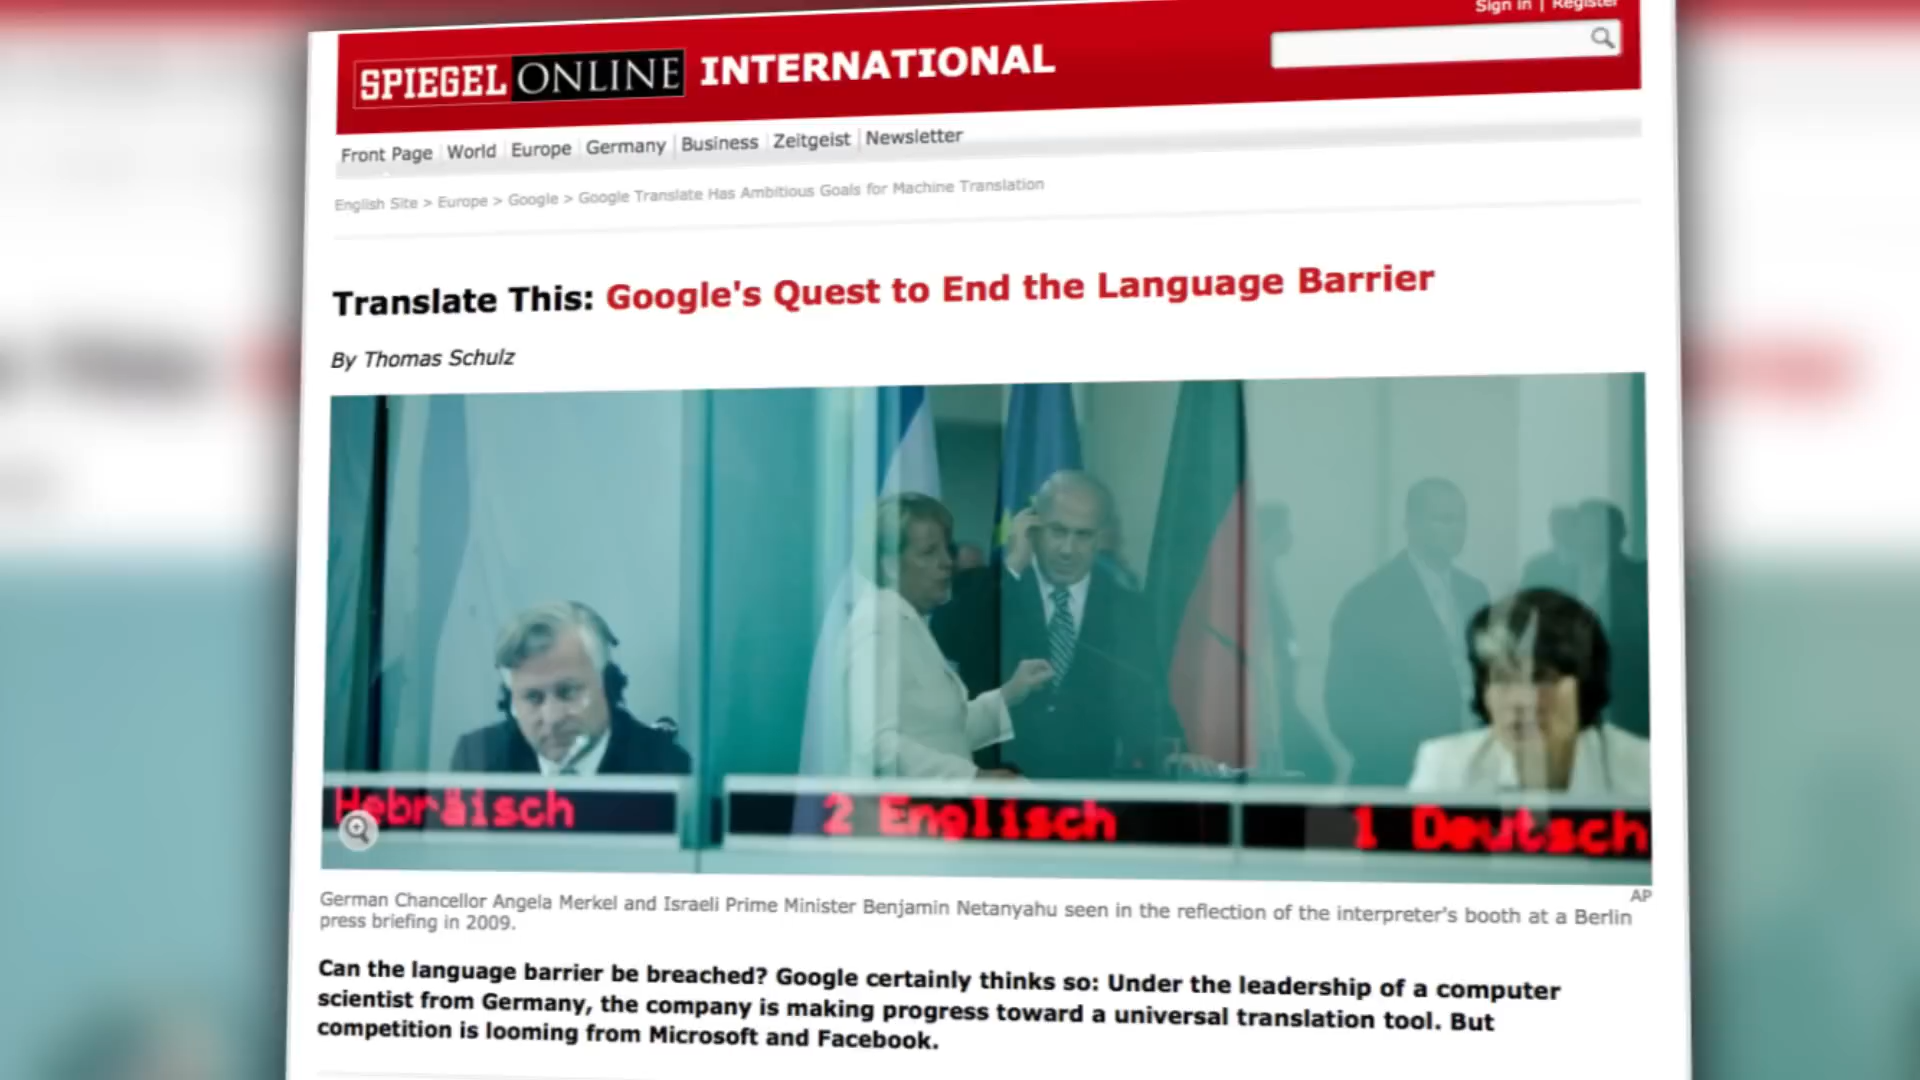 Sign in | Register
SPIEGEL ONLINE INTERNATIONAL
Front Page World Europe Germany Business Zeitgeist Newsletter
English Site > Europe > Google > Google Translate Has Ambitious Goals for Machine Translation
Translate This: Google's Quest to End the Language Barrier
By Thomas Schulz
Hebräisch 2 Englisch 1 Deutsch
AP
German Chancellor Angela Merkel and Israeli Prime Minister Benjamin Netanyahu seen in the reflection of the interpreter's booth at a Berlin
press briefing in 2009.
Can the language barrier be breached? Google certainly thinks so: Under the leadership of a computer
scientist from Germany, the company is making progress toward a universal translation tool. But
competition is looming from Microsoft and Facebook.